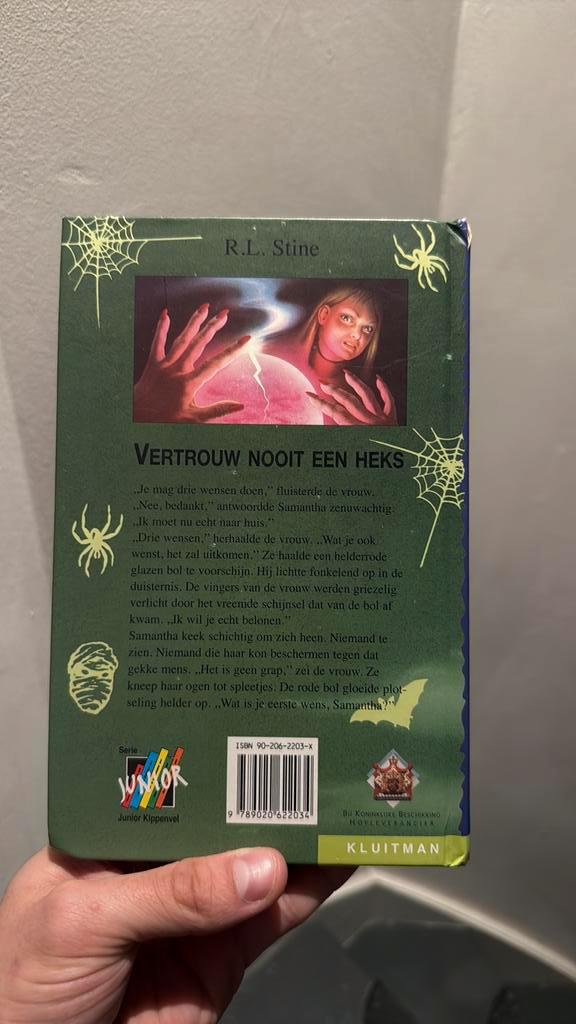 R.L. Stine
VERTROUW NOOIT EEN HEKS
„Je mag drie wensen doen,” fluisterde de vrouw.
„Nee, bedankt,” antwoordde Samantha zenuwachtig.
„Ik moet nu echt naar huis.”
„Drie wensen,” herhaalde de vrouw. „Wat je ook
wenst, het zal uitkomen.” Ze haalde een helderrode
glazen bol te voorschijn. Hij lichtte fonkelend op in de
duisternis. De vingers van de vrouw werden griezelig
verlicht door het vreemde schijnsel dat van de bol af
kwam. „Ik wil je echt belonen.”
Samantha keek schichtig om zich heen. Niemand te
zien. Niemand die haar kon beschermen tegen dat
gekke mens. „Het is geen grap,” zei de vrouw. Ze
kneep haar ogen tot spleetjes. De rode bol gloeide plot-
seling helder op. „Wat is je eerste wens, Samantha?”
Serie
JUNIOR
Junior Kippenvel
ISBN 90-206-2203-X
9 789020 622034
BIJ KONINKLIJKE BESCHIKKING
HOFLEVERANCIER
KLUITMAN